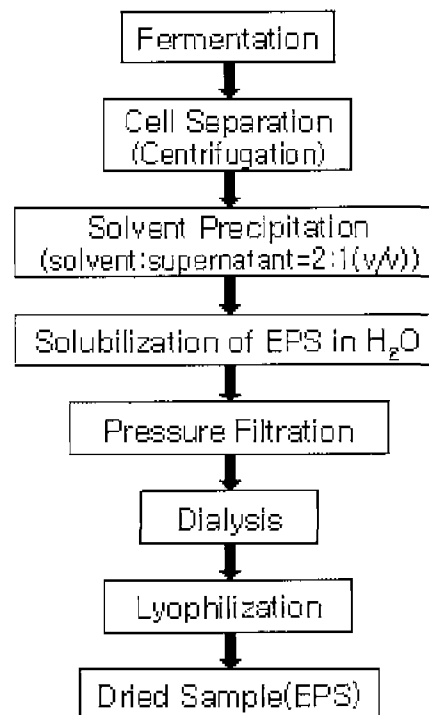 Fermentation
Cell Separation
(Centrifugation)
Solvent Precipitation
(solvent:supernatant=2:1(v/v))
Solubilization of EPS in H₂O
Pressure Filtration
Dialysis
Lyophilization
Dried Sample(EPS)